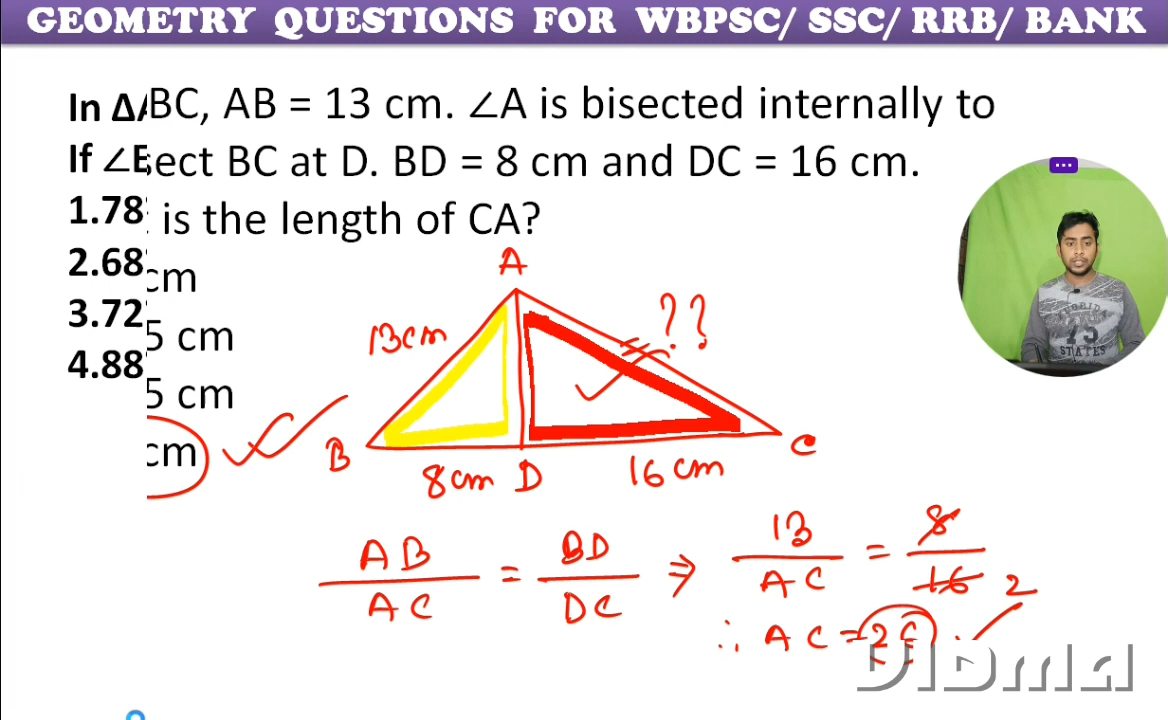 GEOMETRY QUESTIONS FOR WBPSC/ SSC/ RRB/ BANK
In ΔABC, AB = 13 cm. ∠A is bisected internally to
If ∠Esect BC at D. BD = 8 cm and DC = 16 cm.
1.78 is the length of CA?
2.68 cm
3.72 5 cm
4.88 5 cm
cm
A
13cm
??
B
8cm D
16 cm
C
AB/AC = BD/DC ⇒ 13/AC = 8/16 2
∴ AC = 26